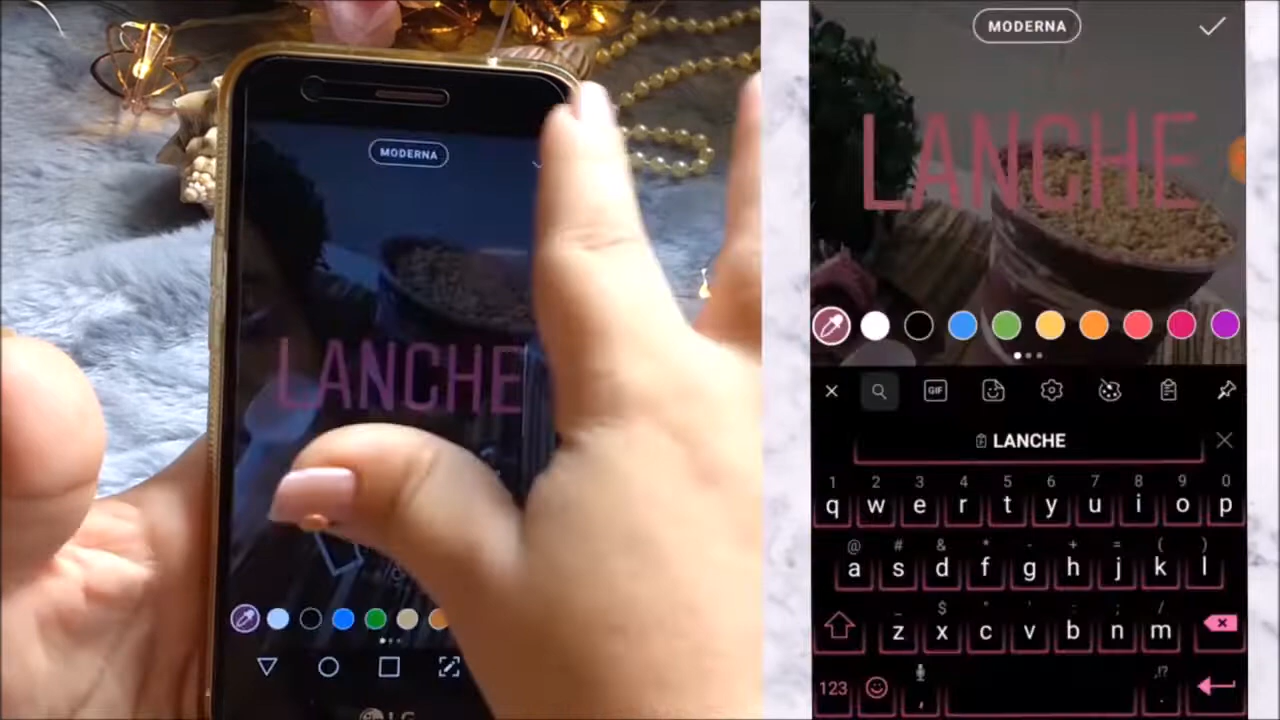 MODERNA
LANCHE
LG
MODERNA
LANCHE
GIF
LANCHE
1 2 3 4 5 6 7 8 9 0
q w e r t y u i o p
@ # & * - + = ( )
a s d f g h j k l
_ $ " ' : ; /
z x c v b n m
123 , .,!?